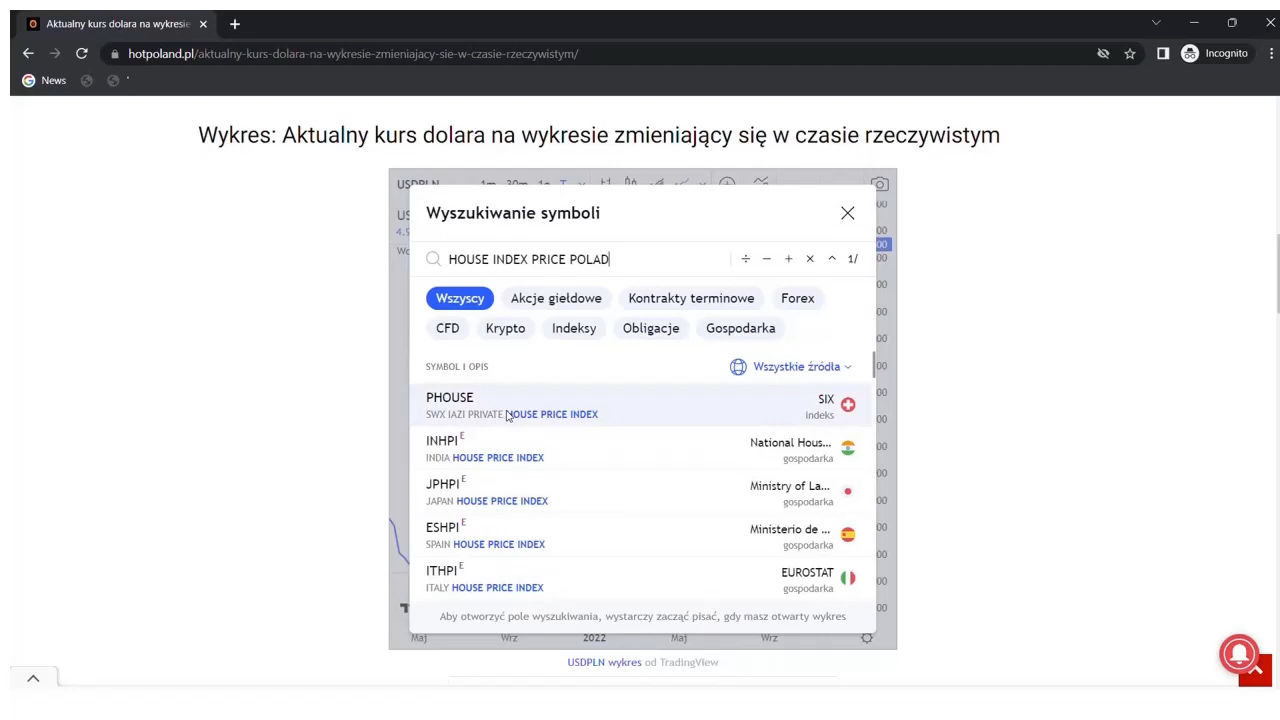 Aktualny kurs dolara na wykresie
hotpoland.pl/aktualny-kurs-dolara-na-wykresie-zmieniajacy-sie-w-czasie-rzeczywistym/
Incognito
News
Wykres: Aktualny kurs dolara na wykresie zmieniający się w czasie rzeczywistym
USDPLN 1m 30m 1g T
Wyszukiwanie symboli
HOUSE INDEX PRICE POLAD ÷ − + × ^ 1/
Wszyscy Akcje giełdowe Kontrakty terminowe Forex
CFD Krypto Indeksy Obligacje Gospodarka
SYMBOL I OPIS Wszystkie źródła
PHOUSE SIX
SWX IAZI PRIVATE HOUSE PRICE INDEX indeks
INHPI E National Hous...
INDIA HOUSE PRICE INDEX gospodarka
JPHPI E Ministry of La...
JAPAN HOUSE PRICE INDEX gospodarka
ESHPI E Ministerio de ...
SPAIN HOUSE PRICE INDEX gospodarka
ITHPI E EUROSTAT
ITALY HOUSE PRICE INDEX gospodarka
Aby otworzyć pole wyszukiwania, wystarczy zacząć pisać, gdy masz otwarty wykres
Maj Wrz 2022 Maj Wrz
USDPLN wykres od TradingView